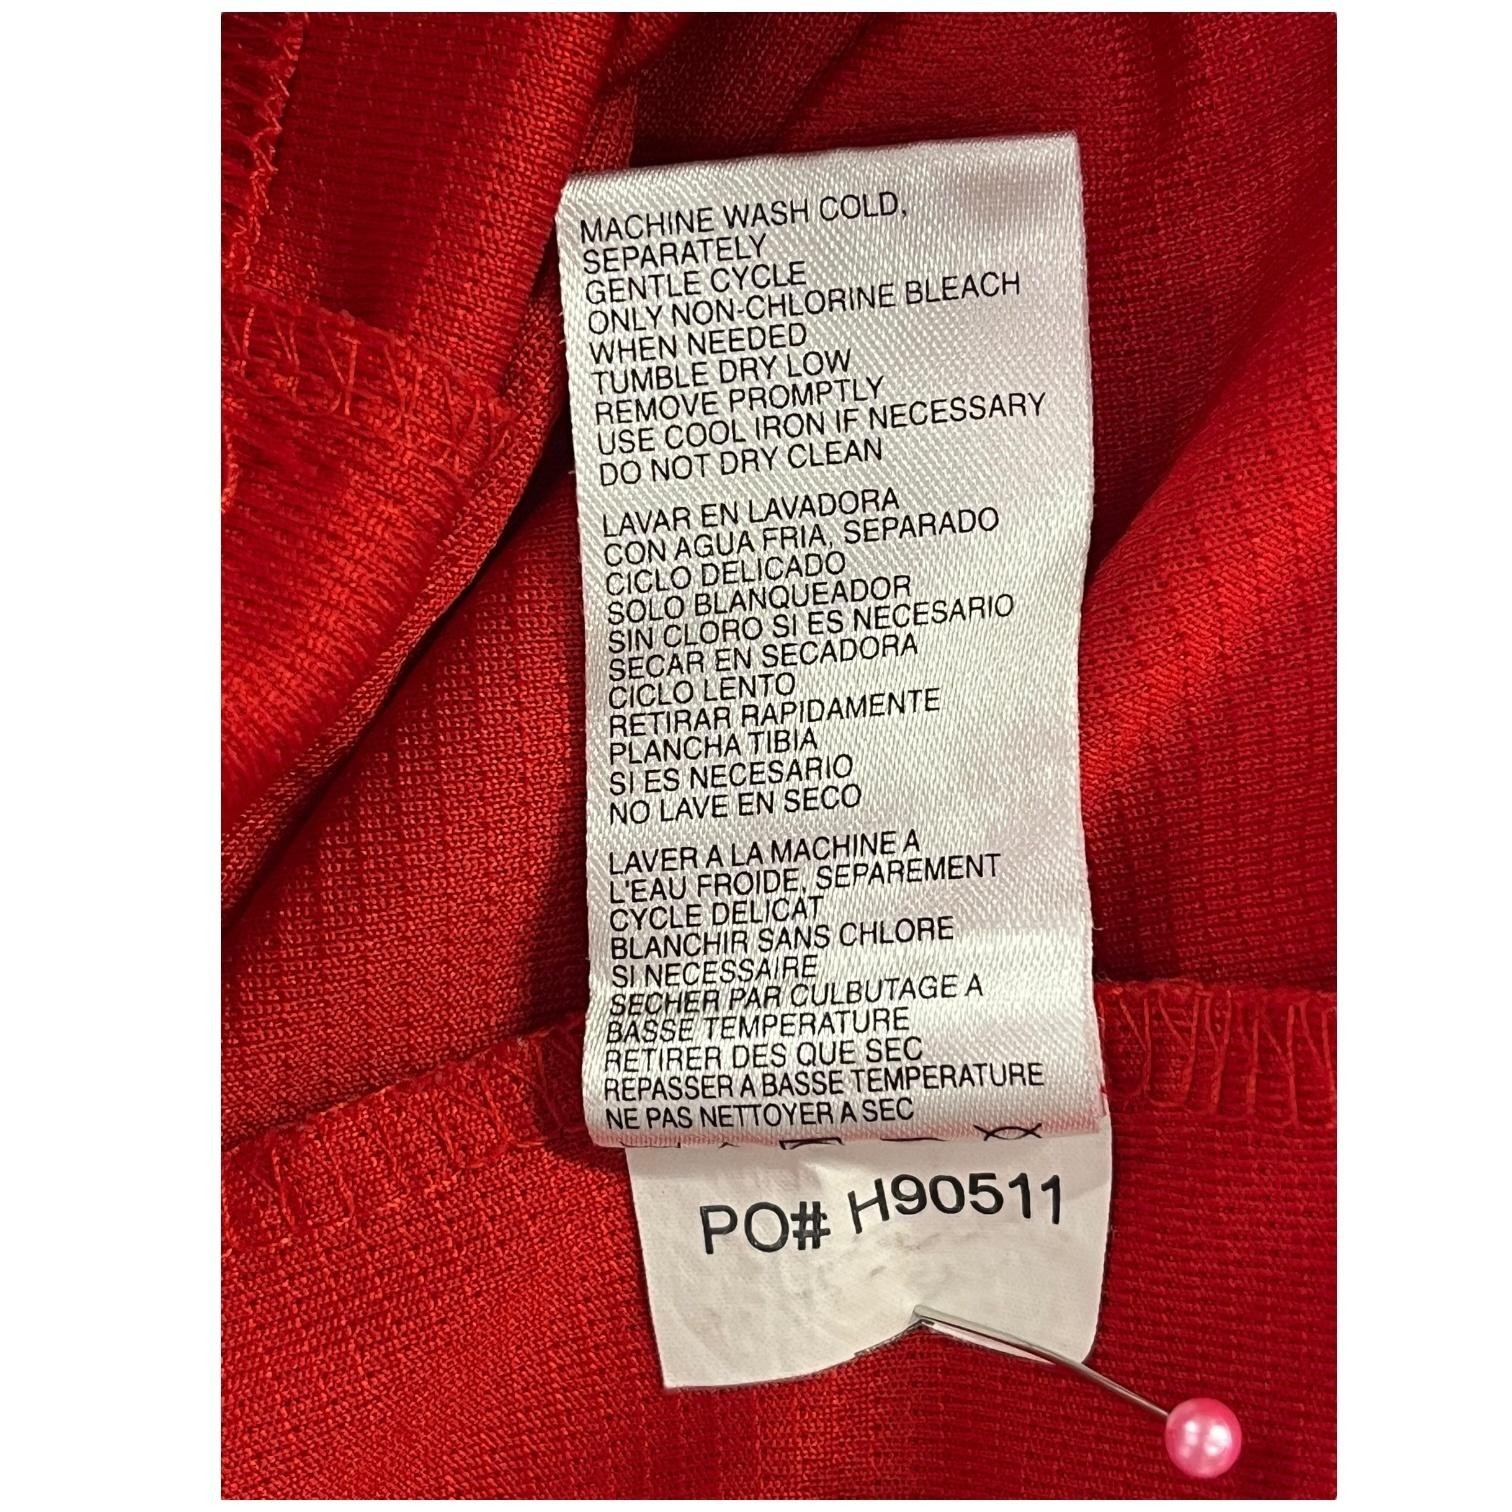 MACHINE WASH COLD,
SEPARATELY
GENTLE CYCLE
ONLY NON-CHLORINE BLEACH
WHEN NEEDED
TUMBLE DRY LOW
REMOVE PROMPTLY
USE COOL IRON IF NECESSARY
DO NOT DRY CLEAN
LAVAR EN LAVADORA
CON AGUA FRIA, SEPARADO
CICLO DELICADO
SOLO BLANQUEADOR
SIN CLORO SI ES NECESARIO
SECAR EN SECADORA
CICLO LENTO
RETIRAR RAPIDAMENTE
PLANCHA TIBIA
SI ES NECESARIO
NO LAVE EN SECO
LAVER A LA MACHINE A
L'EAU FROIDE, SEPAREMENT
CYCLE DELICAT
BLANCHIR SANS CHLORE
SI NECESSAIRE
SECHER PAR CULBUTAGE A
BASSE TEMPERATURE
RETIRER DES QUE SEC
REPASSER A BASSE TEMPERATURE
NE PAS NETTOYER A SEC
PO# H90511